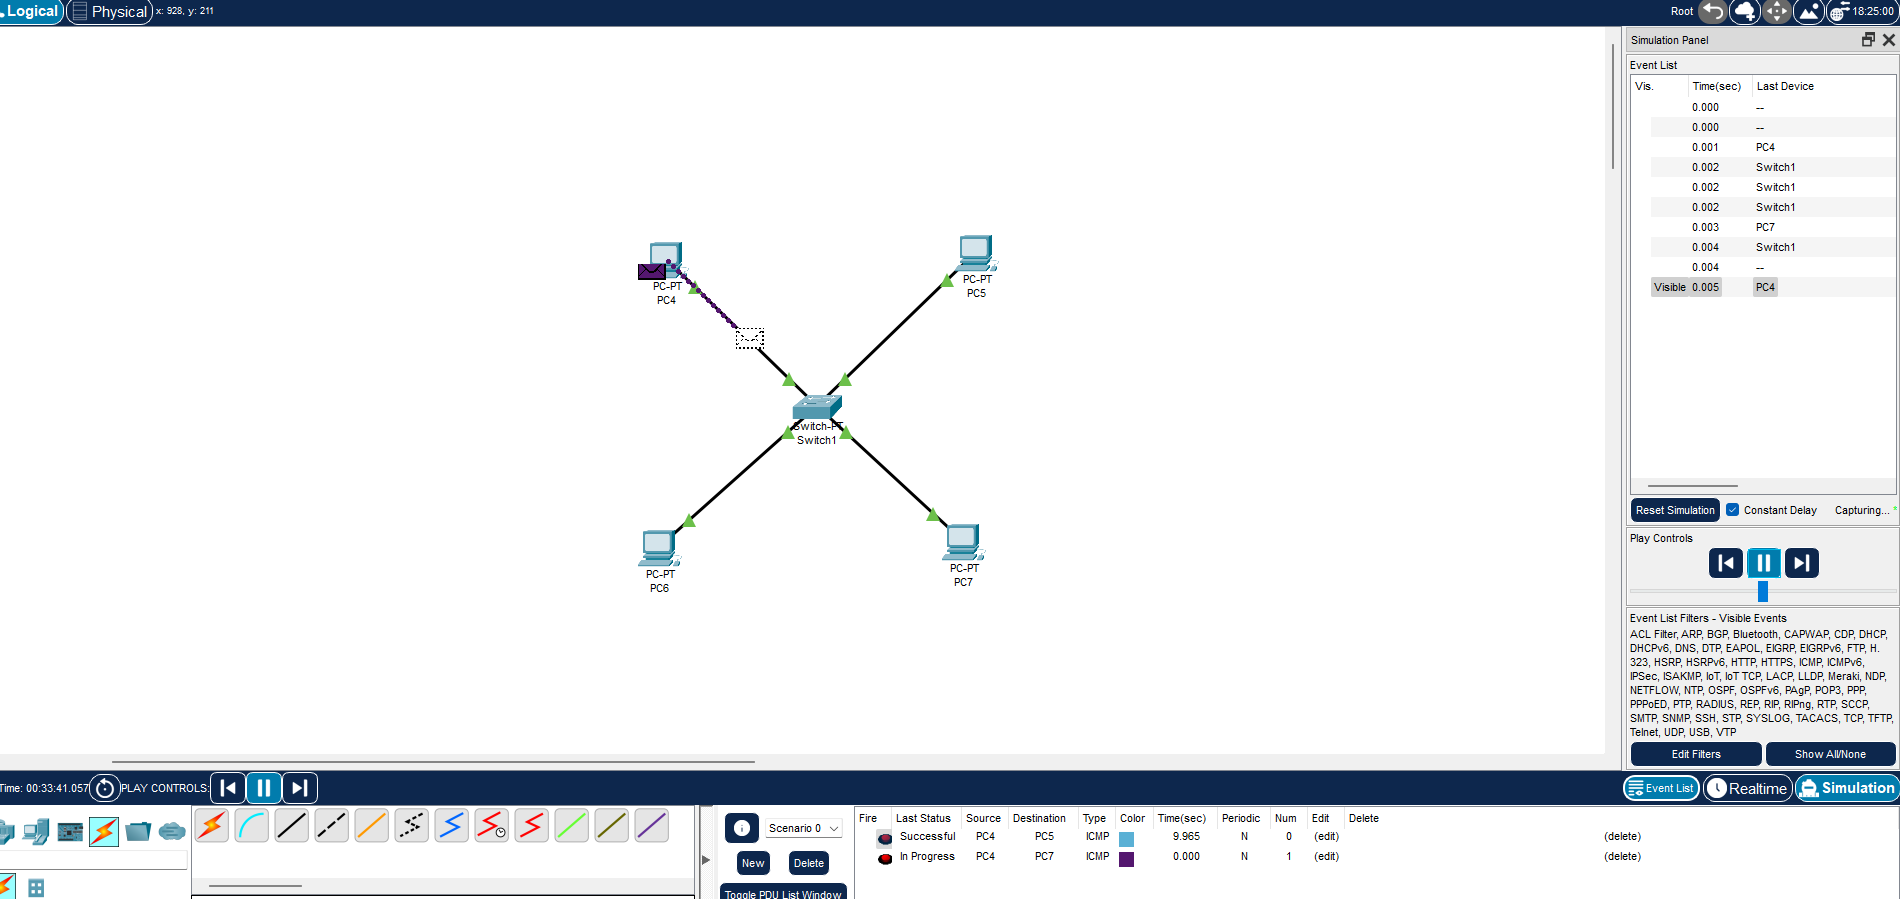 Logical
Physical
x: 928, y: 211
Root
18:25:00
PC-PT
PC4
PC-PT
PC5
Switch-PT
Switch1
PC-PT
PC6
PC-PT
PC7
Simulation Panel
Event List
Vis. Time(sec) Last Device
0.000 --
0.000 --
0.001 PC4
0.002 Switch1
0.002 Switch1
0.002 Switch1
0.003 PC7
0.004 Switch1
0.004 --
Visible 0.005 PC4
Reset Simulation Constant Delay Capturing... *
Play Controls
Event List Filters - Visible Events
ACL Filter, ARP, BGP, Bluetooth, CAPWAP, CDP, DHCP,
DHCPv6, DNS, DTP, EAPOL, EIGRP, EIGRPv6, FTP, H.
323, HSRP, HSRPv6, HTTP, HTTPS, ICMP, ICMPv6,
IPSec, ISAKMP, IoT, IoT TCP, LACP, LLDP, Meraki, NDP,
NETFLOW, NTP, OSPF, OSPFv6, PAgP, POP3, PPP,
PPPoED, PTP, RADIUS, REP, RIP, RIPng, RTP, SCCP,
SMTP, SNMP, SSH, STP, SYSLOG, TACACS, TCP, TFTP,
Telnet, UDP, USB, VTP
Edit Filters Show All/None
Time: 00:33:41.057 PLAY CONTROLS:
Event List Realtime Simulation
Scenario 0
New Delete
Toggle PDU List Window
Fire Last Status Source Destination Type Color Time(sec) Periodic Num Edit Delete
Successful PC4 PC5 ICMP 9.965 N 0 (edit) (delete)
In Progress PC4 PC7 ICMP 0.000 N 1 (edit) (delete)